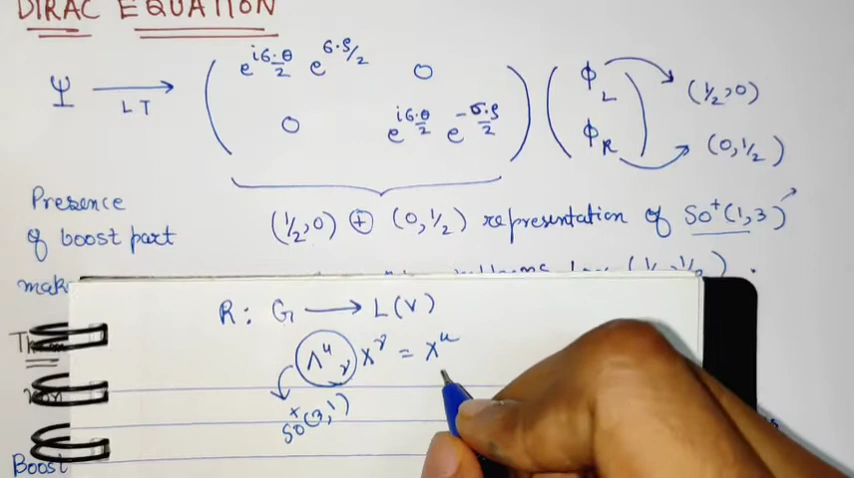 DIRAC EQUATION
Ψ → LT ( e^{iσ·θ/2} e^{σ·ρ/2} 0 ) ( ϕ_L ) → (1/2, 0)
( 0 e^{iσ·θ/2} e^{-σ·ρ/2} ) ( ϕ_R ) → (0, 1/2)
Presence
of boost part
(1/2, 0) ⊕ (0, 1/2) representation of SO⁺(1,3)
R: G → L(V)
Λ^μ_ν x^ν = x^μ
SO⁺(3,1)
Boost